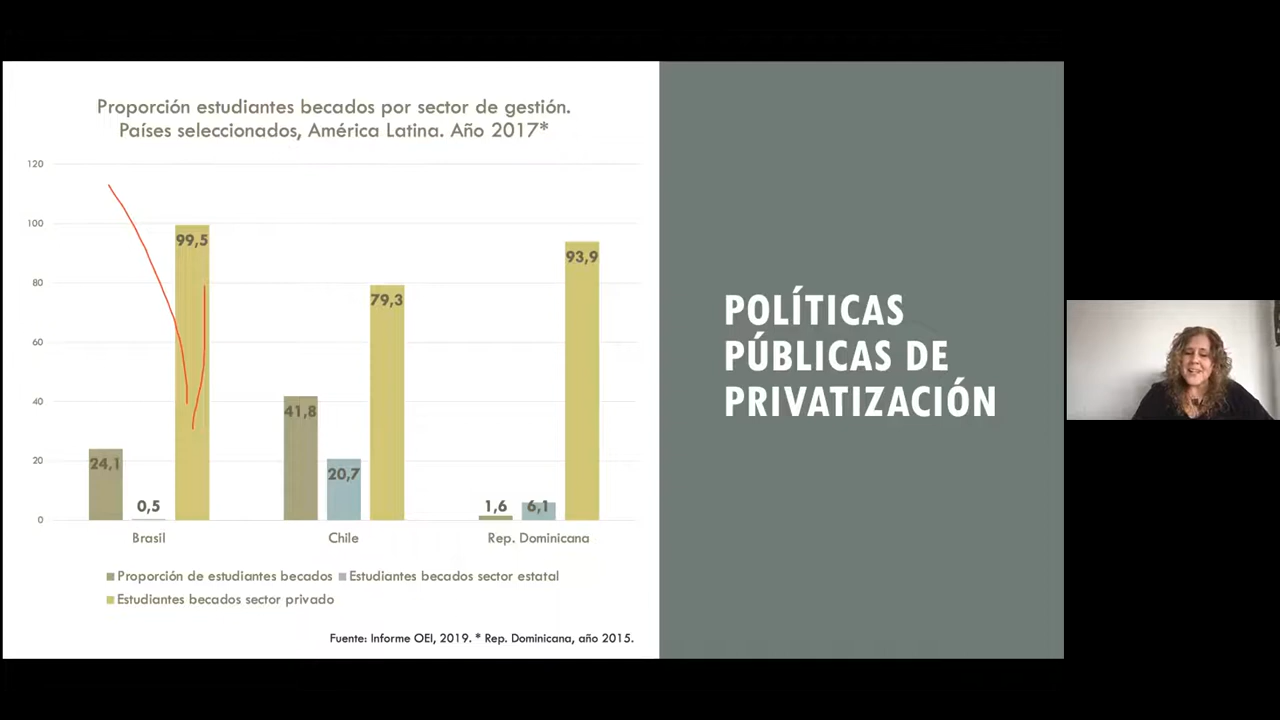 Proporción estudiantes becados por sector de gestión.
Países seleccionados, América Latina. Año 2017*
120
100
80
60
40
20
0
24,1
0,5
99,5
41,8
20,7
79,3
1,6
6,1
93,9
Brasil
Chile
Rep. Dominicana
Proporción de estudiantes becados
Estudiantes becados sector estatal
Estudiantes becados sector privado
Fuente: Informe OEI, 2019. * Rep. Dominicana, año 2015.
POLÍTICAS
PÚBLICAS DE
PRIVATIZACIÓN